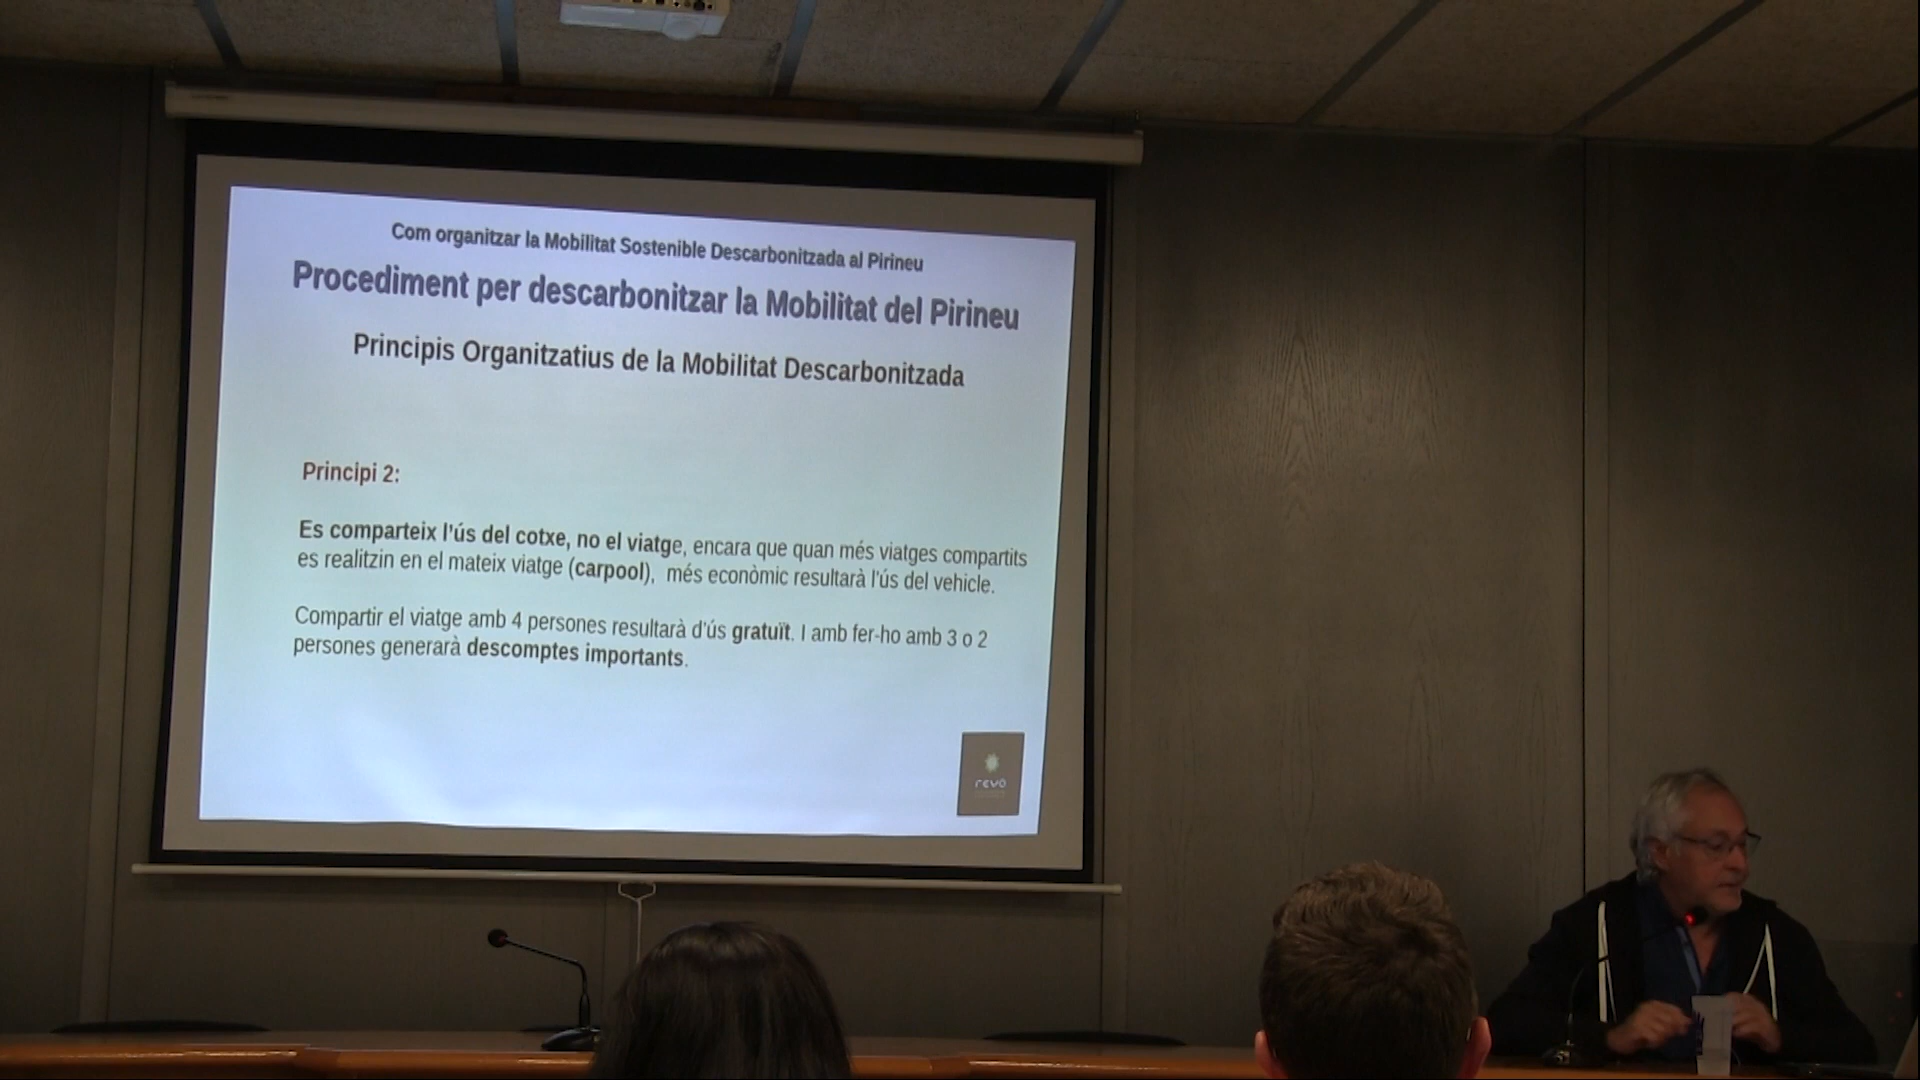 Com organitzar la Mobilitat Sostenible Descarbonitzada al Pirineu
Procediment per descarbonitzar la Mobilitat del Pirineu
Principis Organitzatius de la Mobilitat Descarbonitzada
Principi 2:
Es comparteix l'ús del cotxe, no el viatge, encara que quan més viatges compartits
es realitzin en el mateix viatge (carpool), més econòmic resultarà l'ús del vehicle.
Compartir el viatge amb 4 persones resultarà d'ús gratuït. I amb fer-ho amb 3 o 2
persones generarà descomptes importants.
revo